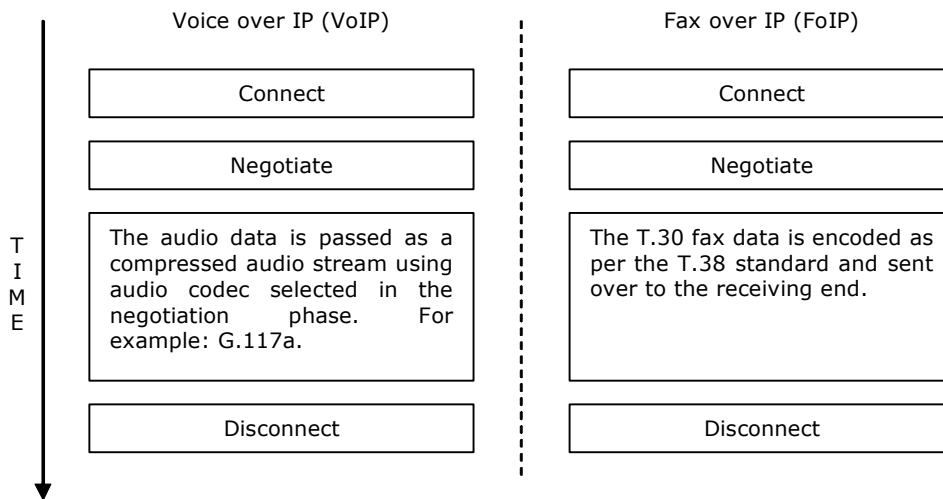 Voice over IP (VoIP)
Fax over IP (FoIP)
Connect
Connect
Negotiate
Negotiate
T
I
M
E
The audio data is passed as a
compressed audio stream using
audio codec selected in the
negotiation phase. For
example: G.117a.
The T.30 fax data is encoded as
per the T.38 standard and sent
over to the receiving end.
Disconnect
Disconnect